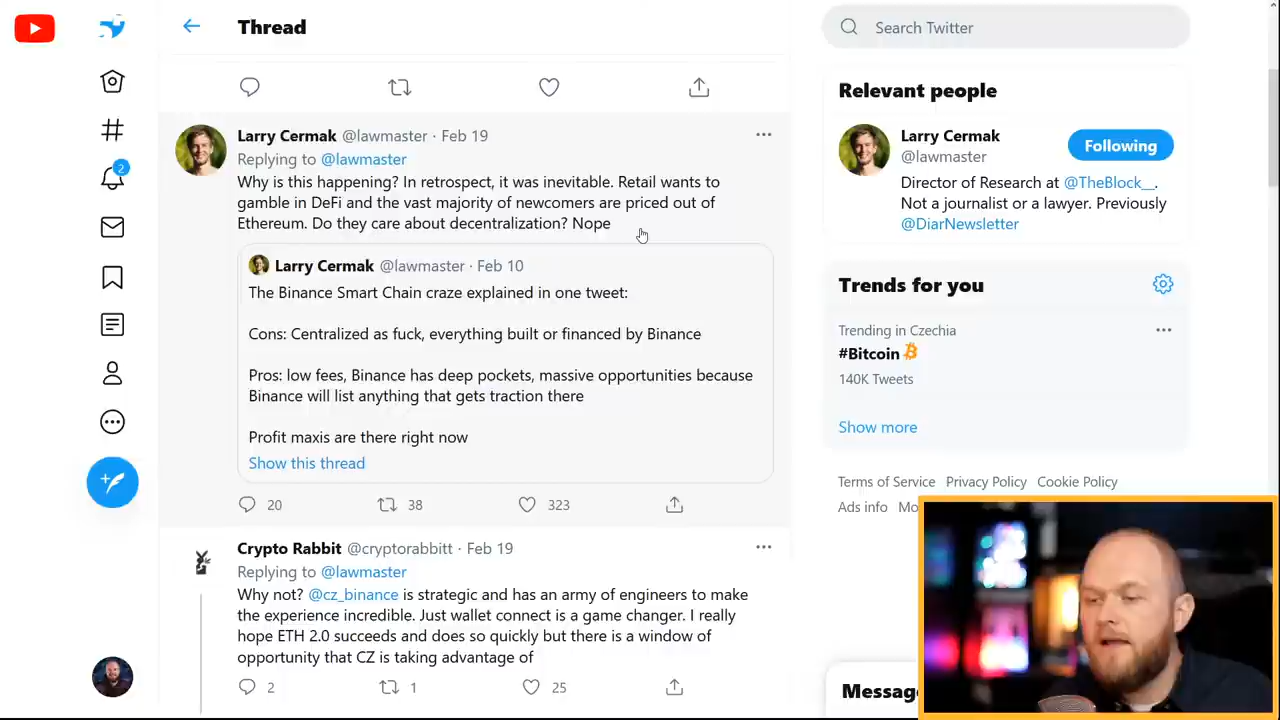 Thread
Search Twitter
Larry Cermak @lawmaster · Feb 19
Replying to @lawmaster
Why is this happening? In retrospect, it was inevitable. Retail wants to
gamble in DeFi and the vast majority of newcomers are priced out of
Ethereum. Do they care about decentralization? Nope
Larry Cermak @lawmaster · Feb 10
The Binance Smart Chain craze explained in one tweet:
Cons: Centralized as fuck, everything built or financed by Binance
Pros: low fees, Binance has deep pockets, massive opportunities because
Binance will list anything that gets traction there
Profit maxis are there right now
Show this thread
20 38 323
Crypto Rabbit @cryptorabbitt · Feb 19
Replying to @lawmaster
Why not? @cz_binance is strategic and has an army of engineers to make
the experience incredible. Just wallet connect is a game changer. I really
hope ETH 2.0 succeeds and does so quickly but there is a window of
opportunity that CZ is taking advantage of
2 1 25
2
Relevant people
Larry Cermak
@lawmaster
Following
Director of Research at @TheBlock__.
Not a journalist or a lawyer. Previously
@DiarNewsletter
Trends for you
Trending in Czechia
#Bitcoin
140K Tweets
Show more
Terms of Service Privacy Policy Cookie Policy
Ads info Mo
Messag